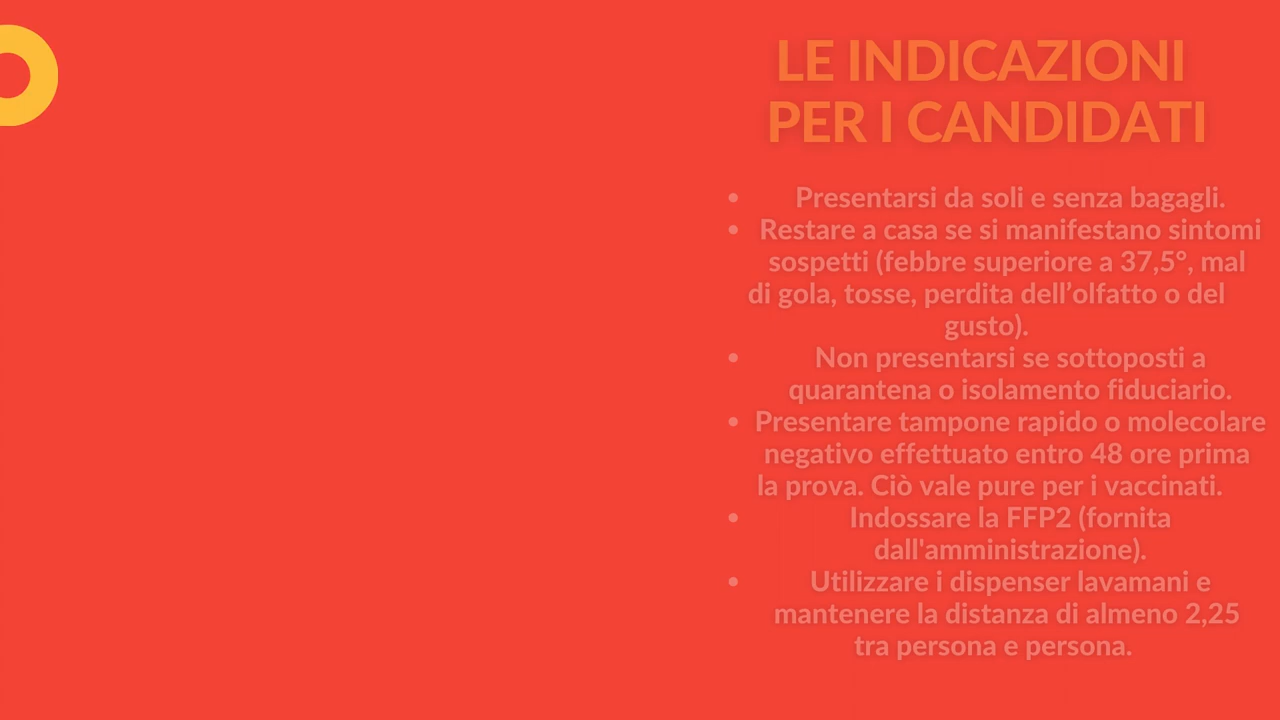 LE INDICAZIONI
PER I CANDIDATI
• Presentarsi da soli e senza bagagli.
• Restare a casa se si manifestano sintomi
sospetti (febbre superiore a 37,5°, mal
di gola, tosse, perdita dell’olfatto o del
gusto).
• Non presentarsi se sottoposti a
quarantena o isolamento fiduciario.
• Presentare tampone rapido o molecolare
negativo effettuato entro 48 ore prima
la prova. Ciò vale pure per i vaccinati.
• Indossare la FFP2 (fornita
dall'amministrazione).
• Utilizzare i dispenser lavamani e
mantenere la distanza di almeno 2,25
tra persona e persona.